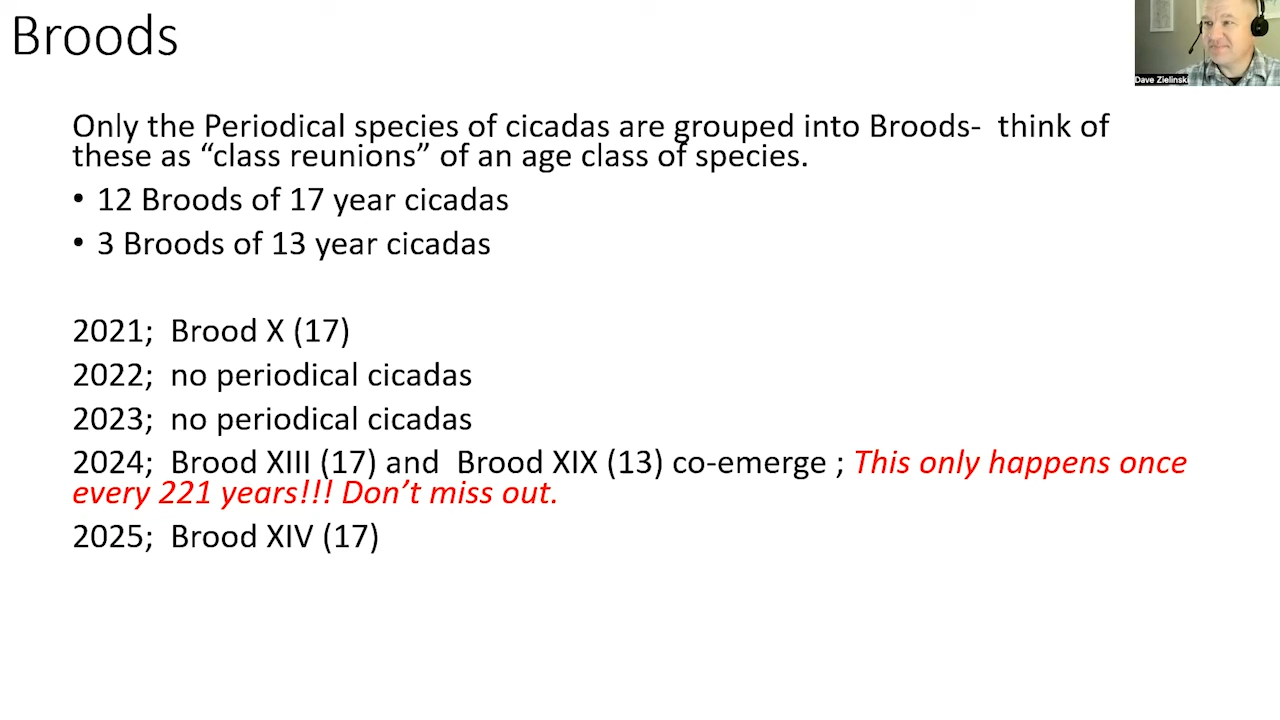 Broods
Dave Zielinski
Only the Periodical species of cicadas are grouped into Broods-  think of
these as “class reunions” of an age class of species.
• 12 Broods of 17 year cicadas
• 3 Broods of 13 year cicadas
2021;  Brood X (17)
2022;  no periodical cicadas
2023;  no periodical cicadas
2024;  Brood XIII (17) and  Brood XIX (13) co-emerge ; This only happens once
every 221 years!!! Don’t miss out.
2025;  Brood XIV (17)